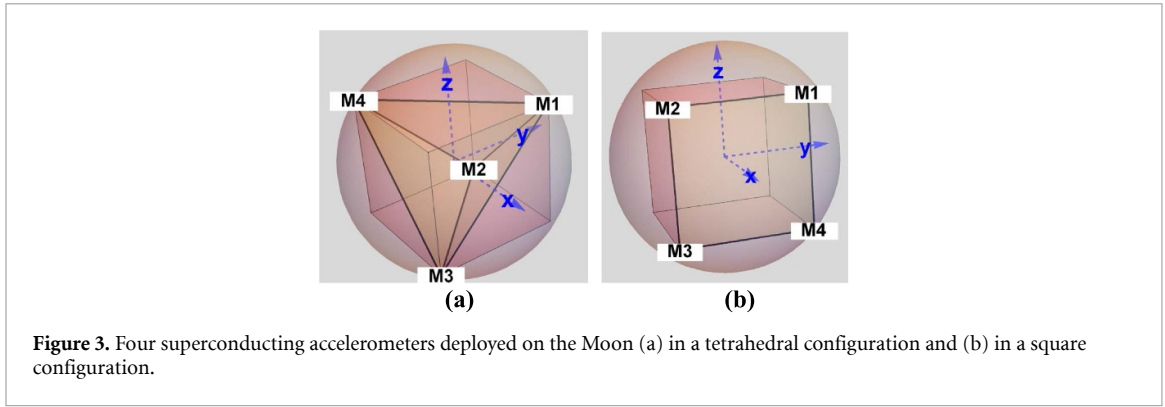 z
M4
M1
y
M2
x
M3
(a)
z
M1
M2
y
x
M4
M3
(b)
Figure 3. Four superconducting accelerometers deployed on the Moon (a) in a tetrahedral configuration and (b) in a square
configuration.